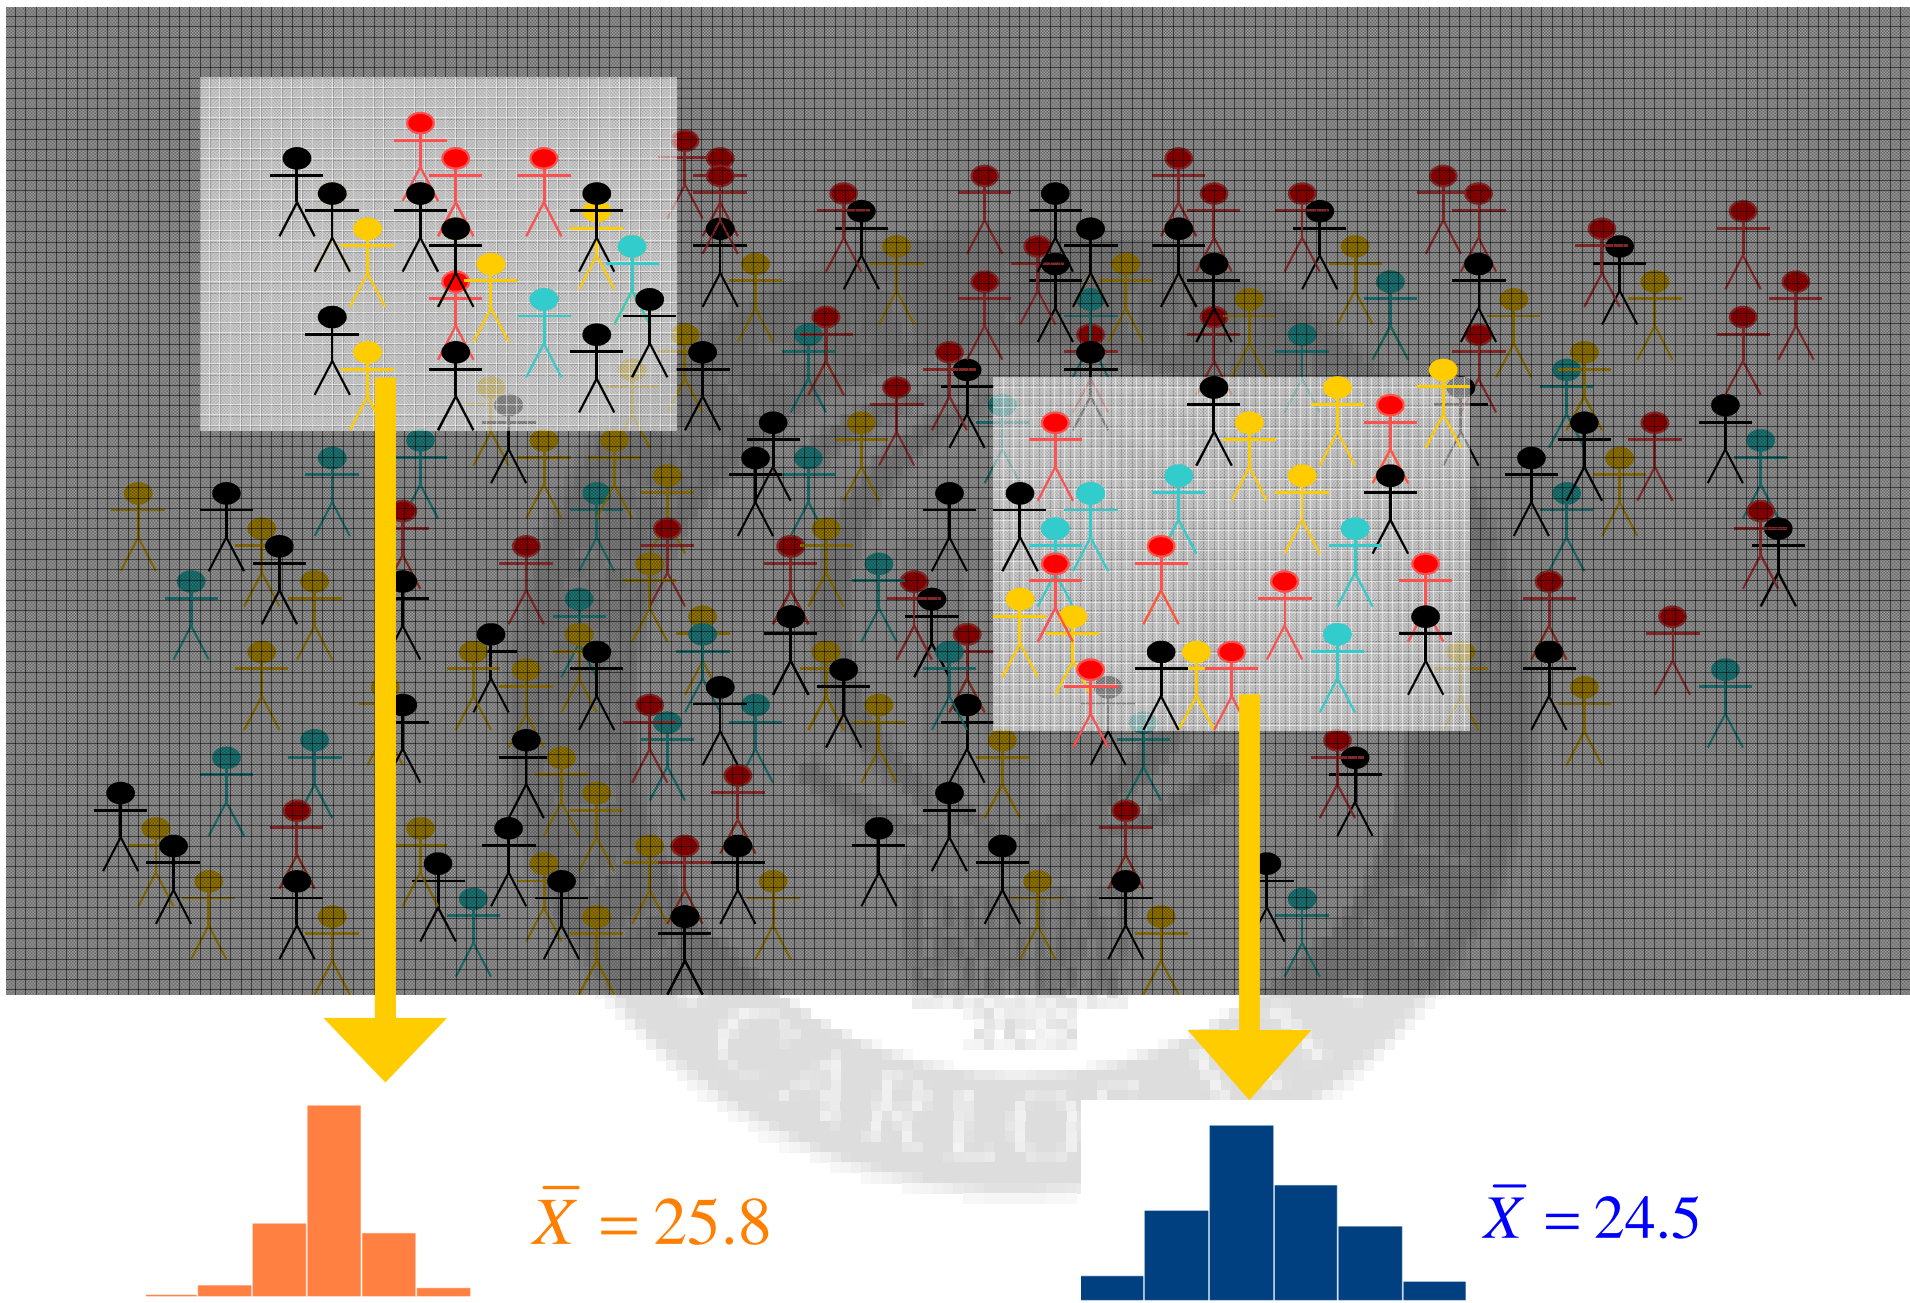 X̅ = 25.8
X̅ = 24.5